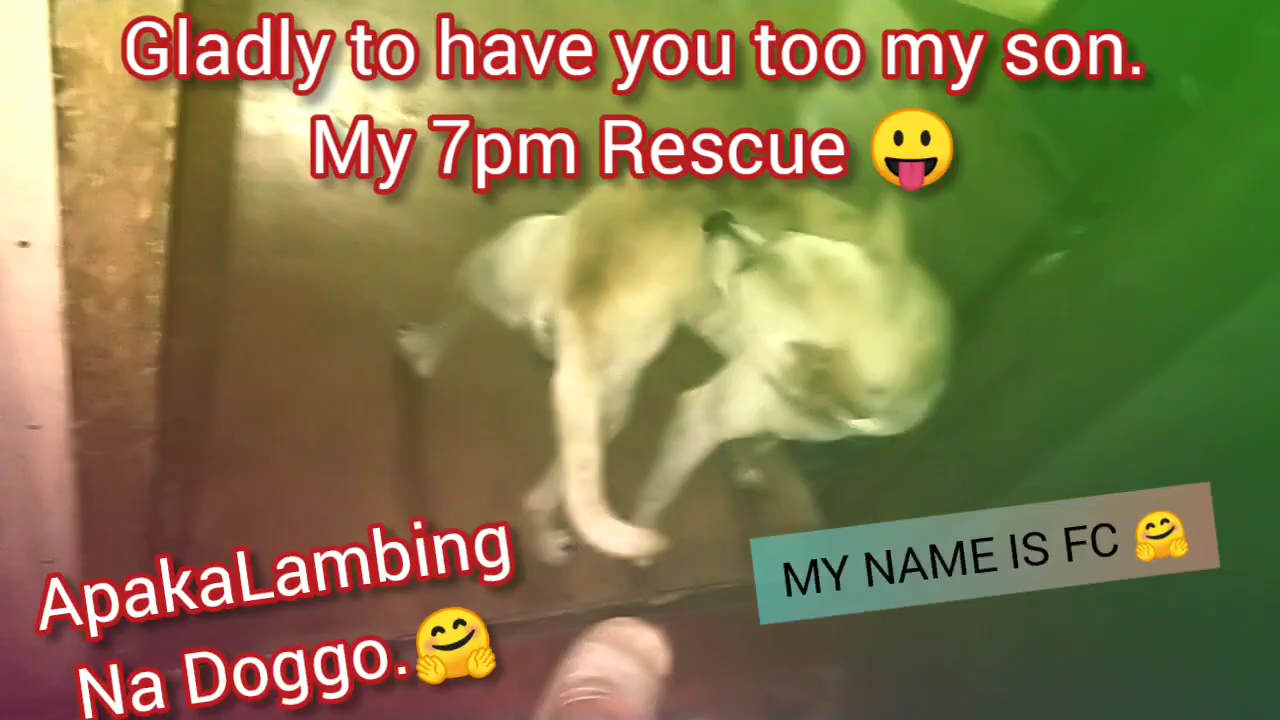 Gladly to have you too my son.
My 7pm Rescue 😛
ApakaLambing
Na Doggo.🤗
MY NAME IS FC 🤗